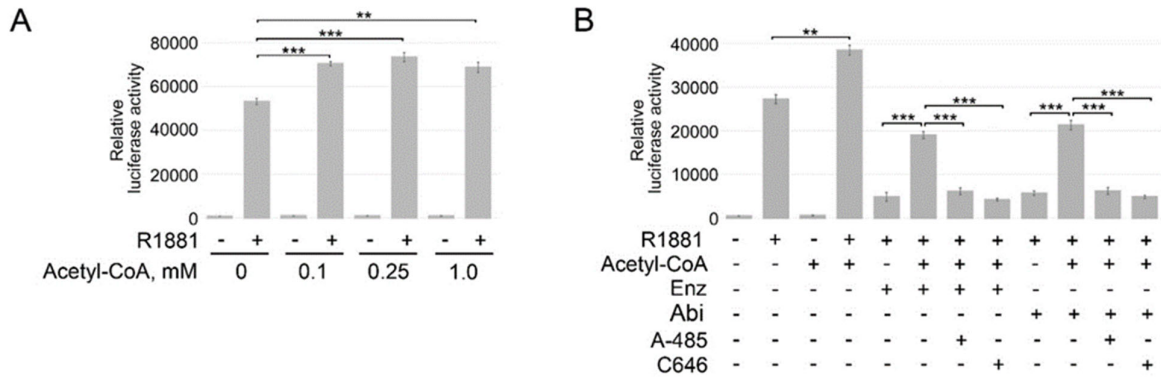 A
**
***
***
80000
60000
40000
20000
0
Relative
luciferase activity
R1881 - + - + - + - +
Acetyl-CoA, mM 0 0.1 0.25 1.0
B
**
***
***
***
***
***
***
40000
30000
20000
10000
0
Relative
luciferase activity
R1881 - + - + + + + + + + + +
Acetyl-CoA - - + + - + + + - + + +
Enz - - - - + + + + - - - -
Abi - - - - - - - - + + + +
A-485 - - - - - - + - - - + -
C646 - - - - - - - + - - - +